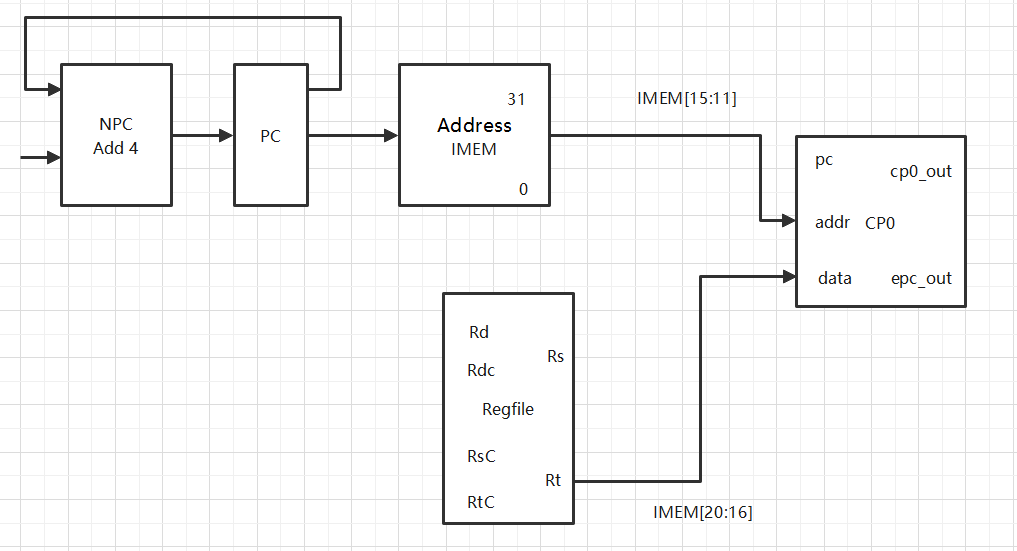 NPC
Add 4
PC
31
Address
IMEM
0
IMEM[15:11]
pc
cp0_out
addr
CP0
data
epc_out
Rd
Rs
Rdc
Regfile
RsC
Rt
RtC
IMEM[20:16]